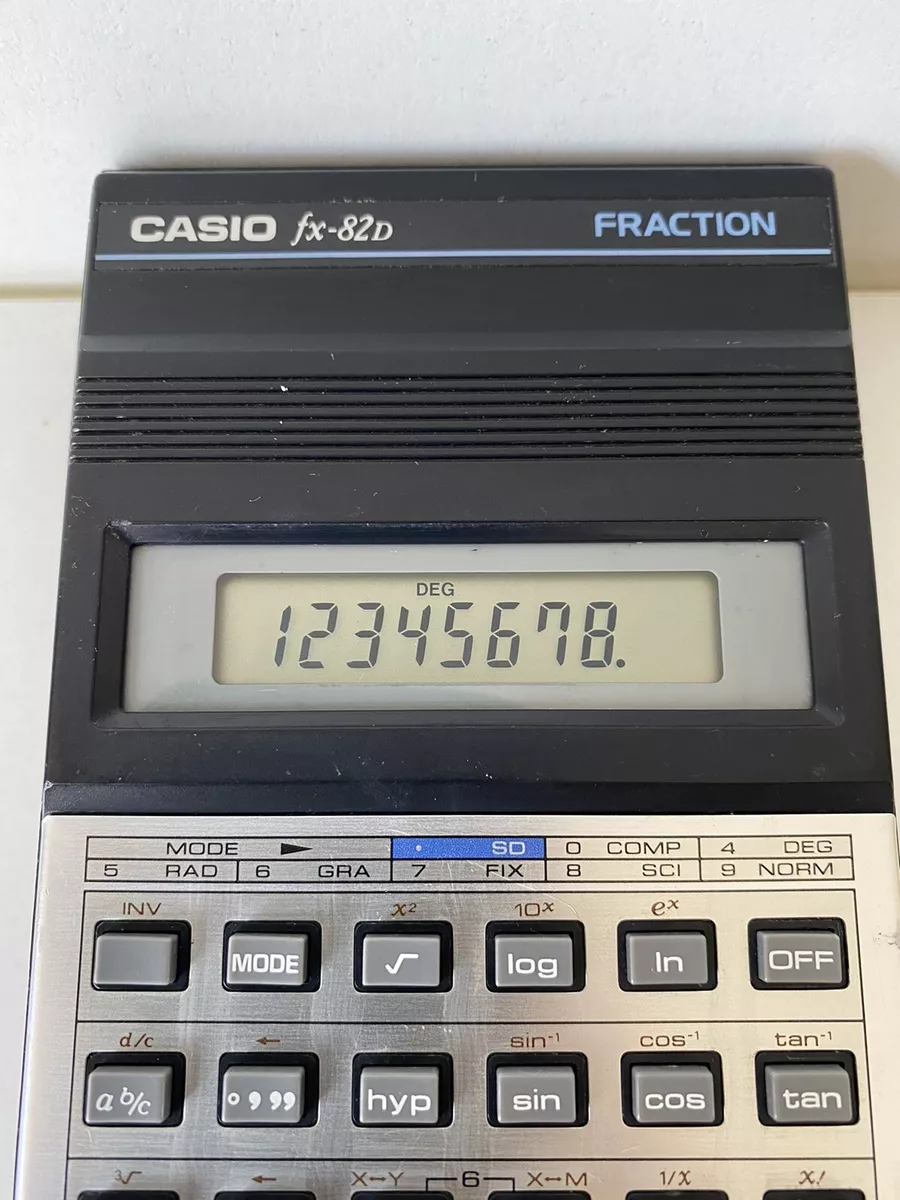 CASIO fx-82D FRACTION
DEG
12345678.
MODE ► · SD 0 COMP 4 DEG
5 RAD 6 GRA 7 FIX 8 SCI 9 NORM
INV x² 10ˣ eˣ
MODE √ log ln OFF
d/c ← sin⁻¹ cos⁻¹ tan⁻¹
a b/c ° , ,, hyp sin cos tan
³√ ← X↔Y 6 X↔M 1/x x!